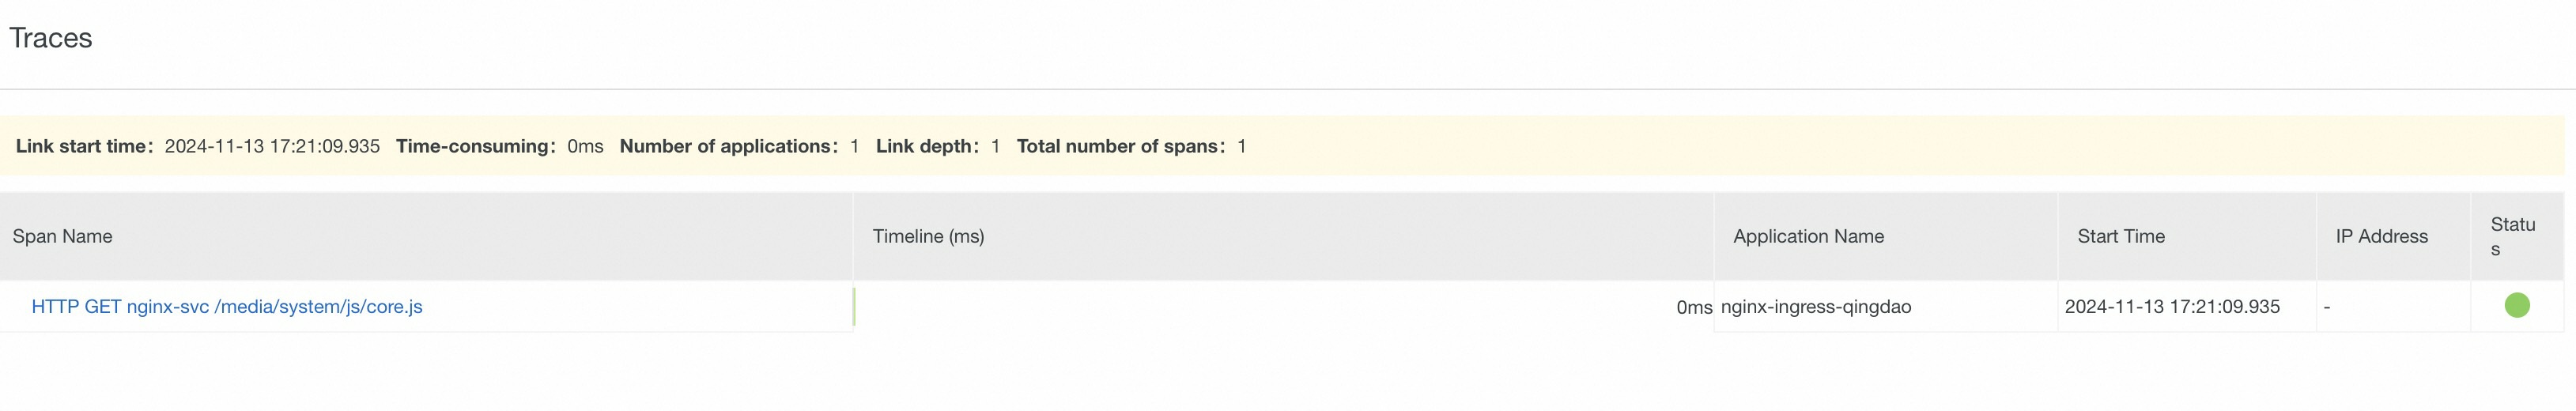 Traces
Link start time: 2024-11-13 17:21:09.935 Time-consuming: 0ms Number of applications: 1 Link depth: 1 Total number of spans: 1
Span Name Timeline (ms) Application Name Start Time IP Address Statu
s
HTTP GET nginx-svc /media/system/js/core.js 0ms nginx-ingress-qingdao 2024-11-13 17:21:09.935 -